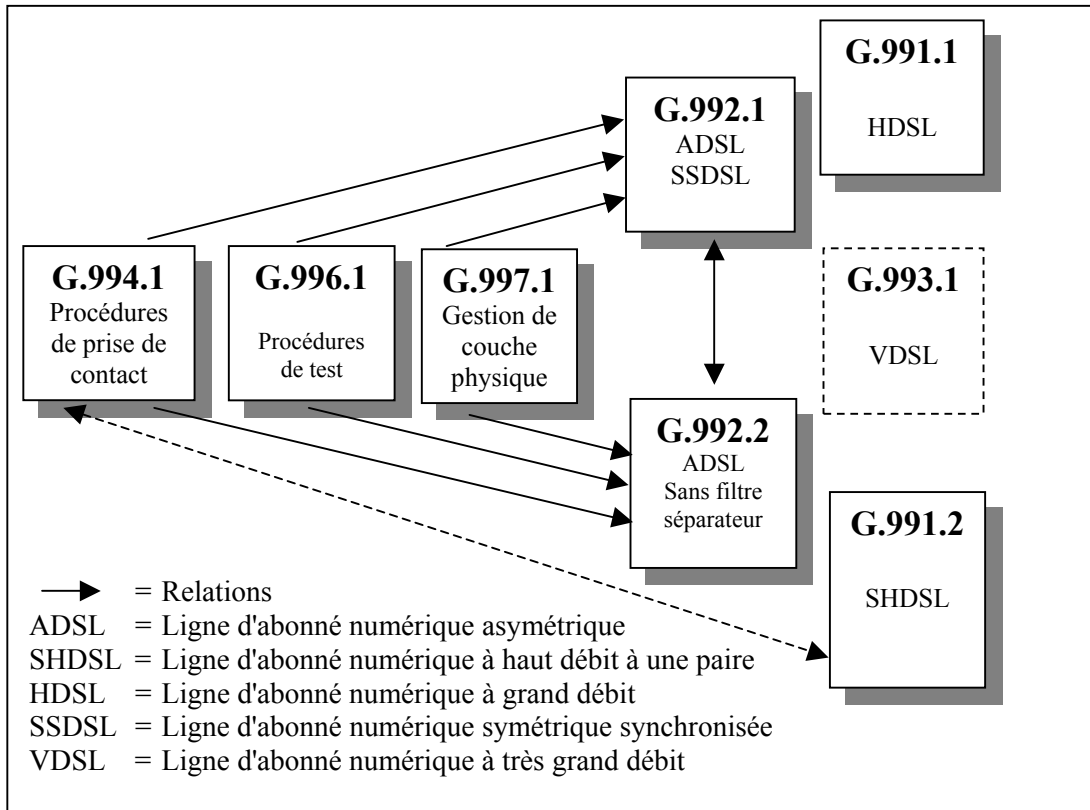 G.991.1
HDSL
G.992.1
ADSL
SSDSL
G.994.1
Procédures
de prise de
contact
G.996.1
Procédures
de test
G.997.1
Gestion de
couche
physique
G.993.1
VDSL
G.992.2
ADSL
Sans filtre
séparateur
G.991.2
SHDSL
= Relations
ADSL = Ligne d'abonné numérique asymétrique
SHDSL = Ligne d'abonné numérique à haut débit à une paire
HDSL = Ligne d'abonné numérique à grand débit
SSDSL = Ligne d'abonné numérique symétrique synchronisée
VDSL = Ligne d'abonné numérique à très grand débit